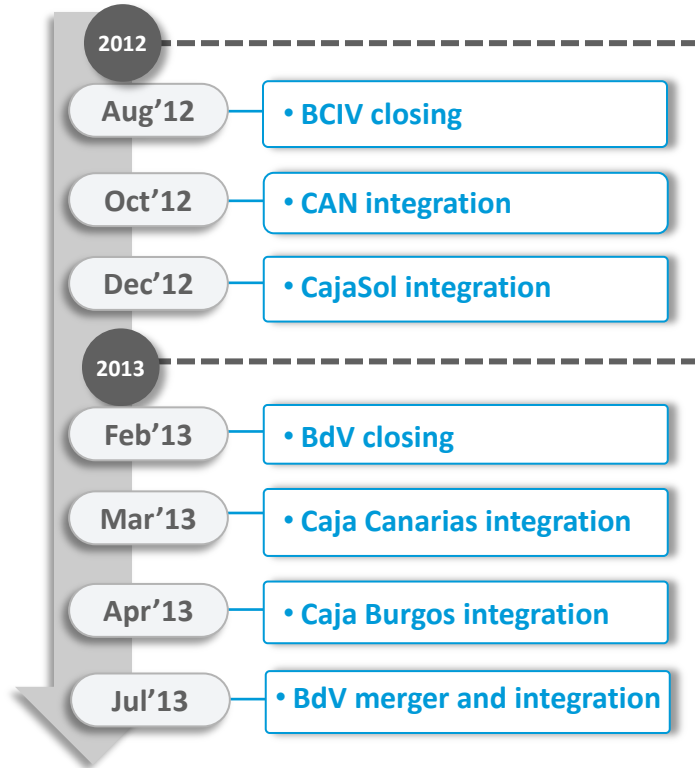 2012
Aug’12
• BCIV closing
Oct’12
• CAN integration
Dec’12
• CajaSol integration
2013
Feb’13
• BdV closing
Mar’13
• Caja Canarias integration
Apr’13
• Caja Burgos integration
Jul’13
• BdV merger and integration